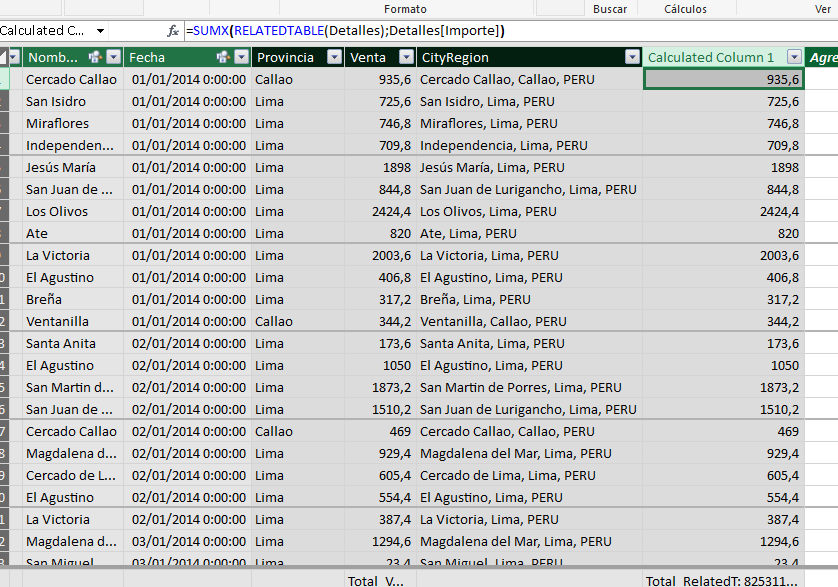 Formato Buscar Cálculos Ver
Calculated C... fx =SUMX(RELATEDTABLE(Detalles);Detalles[Importe])
Nomb... Fecha Provincia Venta CityRegion Calculated Column 1 Agre
Cercado Callao 01/01/2014 0:00:00 Callao 935,6 Cercado Callao, Callao, PERU 935,6
San Isidro 01/01/2014 0:00:00 Lima 725,6 San Isidro, Lima, PERU 725,6
Miraflores 01/01/2014 0:00:00 Lima 746,8 Miraflores, Lima, PERU 746,8
Independen... 01/01/2014 0:00:00 Lima 709,8 Independencia, Lima, PERU 709,8
Jesús María 01/01/2014 0:00:00 Lima 1898 Jesús María, Lima, PERU 1898
San Juan de ... 01/01/2014 0:00:00 Lima 844,8 San Juan de Lurigancho, Lima, PERU 844,8
Los Olivos 01/01/2014 0:00:00 Lima 2424,4 Los Olivos, Lima, PERU 2424,4
Ate 01/01/2014 0:00:00 Lima 820 Ate, Lima, PERU 820
La Victoria 01/01/2014 0:00:00 Lima 2003,6 La Victoria, Lima, PERU 2003,6
El Agustino 01/01/2014 0:00:00 Lima 406,8 El Agustino, Lima, PERU 406,8
Breña 01/01/2014 0:00:00 Lima 317,2 Breña, Lima, PERU 317,2
Ventanilla 01/01/2014 0:00:00 Callao 344,2 Ventanilla, Callao, PERU 344,2
Santa Anita 02/01/2014 0:00:00 Lima 173,6 Santa Anita, Lima, PERU 173,6
El Agustino 02/01/2014 0:00:00 Lima 1050 El Agustino, Lima, PERU 1050
San Martin d... 02/01/2014 0:00:00 Lima 1873,2 San Martin de Porres, Lima, PERU 1873,2
San Juan de ... 02/01/2014 0:00:00 Lima 1510,2 San Juan de Lurigancho, Lima, PERU 1510,2
Cercado Callao 02/01/2014 0:00:00 Callao 469 Cercado Callao, Callao, PERU 469
Magdalena d... 02/01/2014 0:00:00 Lima 929,4 Magdalena del Mar, Lima, PERU 929,4
Cercado de L... 02/01/2014 0:00:00 Lima 605,4 Cercado de Lima, Lima, PERU 605,4
El Agustino 02/01/2014 0:00:00 Lima 554,4 El Agustino, Lima, PERU 554,4
La Victoria 02/01/2014 0:00:00 Lima 387,4 La Victoria, Lima, PERU 387,4
Magdalena d... 03/01/2014 0:00:00 Lima 1294,6 Magdalena del Mar, Lima, PERU 1294,6
San Miguel 03/01/2014 0:00:00 Lima 23,4 San Miguel, Lima, PERU 23,4
Total_V... Total_RelatedT: 825311...